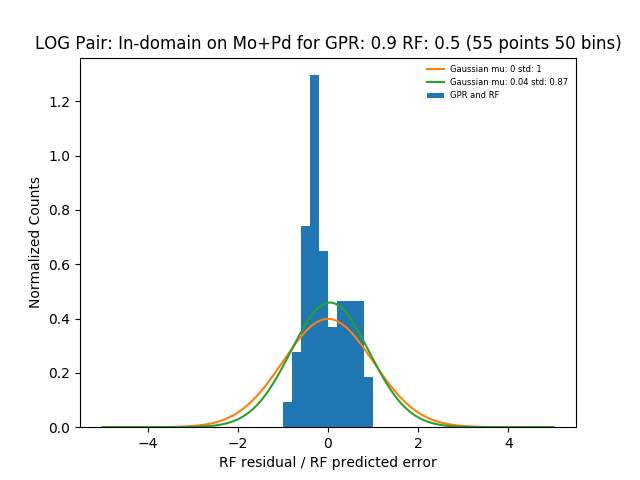 LOG Pair: In-domain on Mo+Pd for GPR: 0.9 RF: 0.5 (55 points 50 bins)
Gaussian mu: 0 std: 1
Gaussian mu: 0.04 std: 0.87
GPR and RF
Normalized Counts
1.2
1.0
0.8
0.6
0.4
0.2
0.0
−4
−2
0
2
4
RF residual / RF predicted error